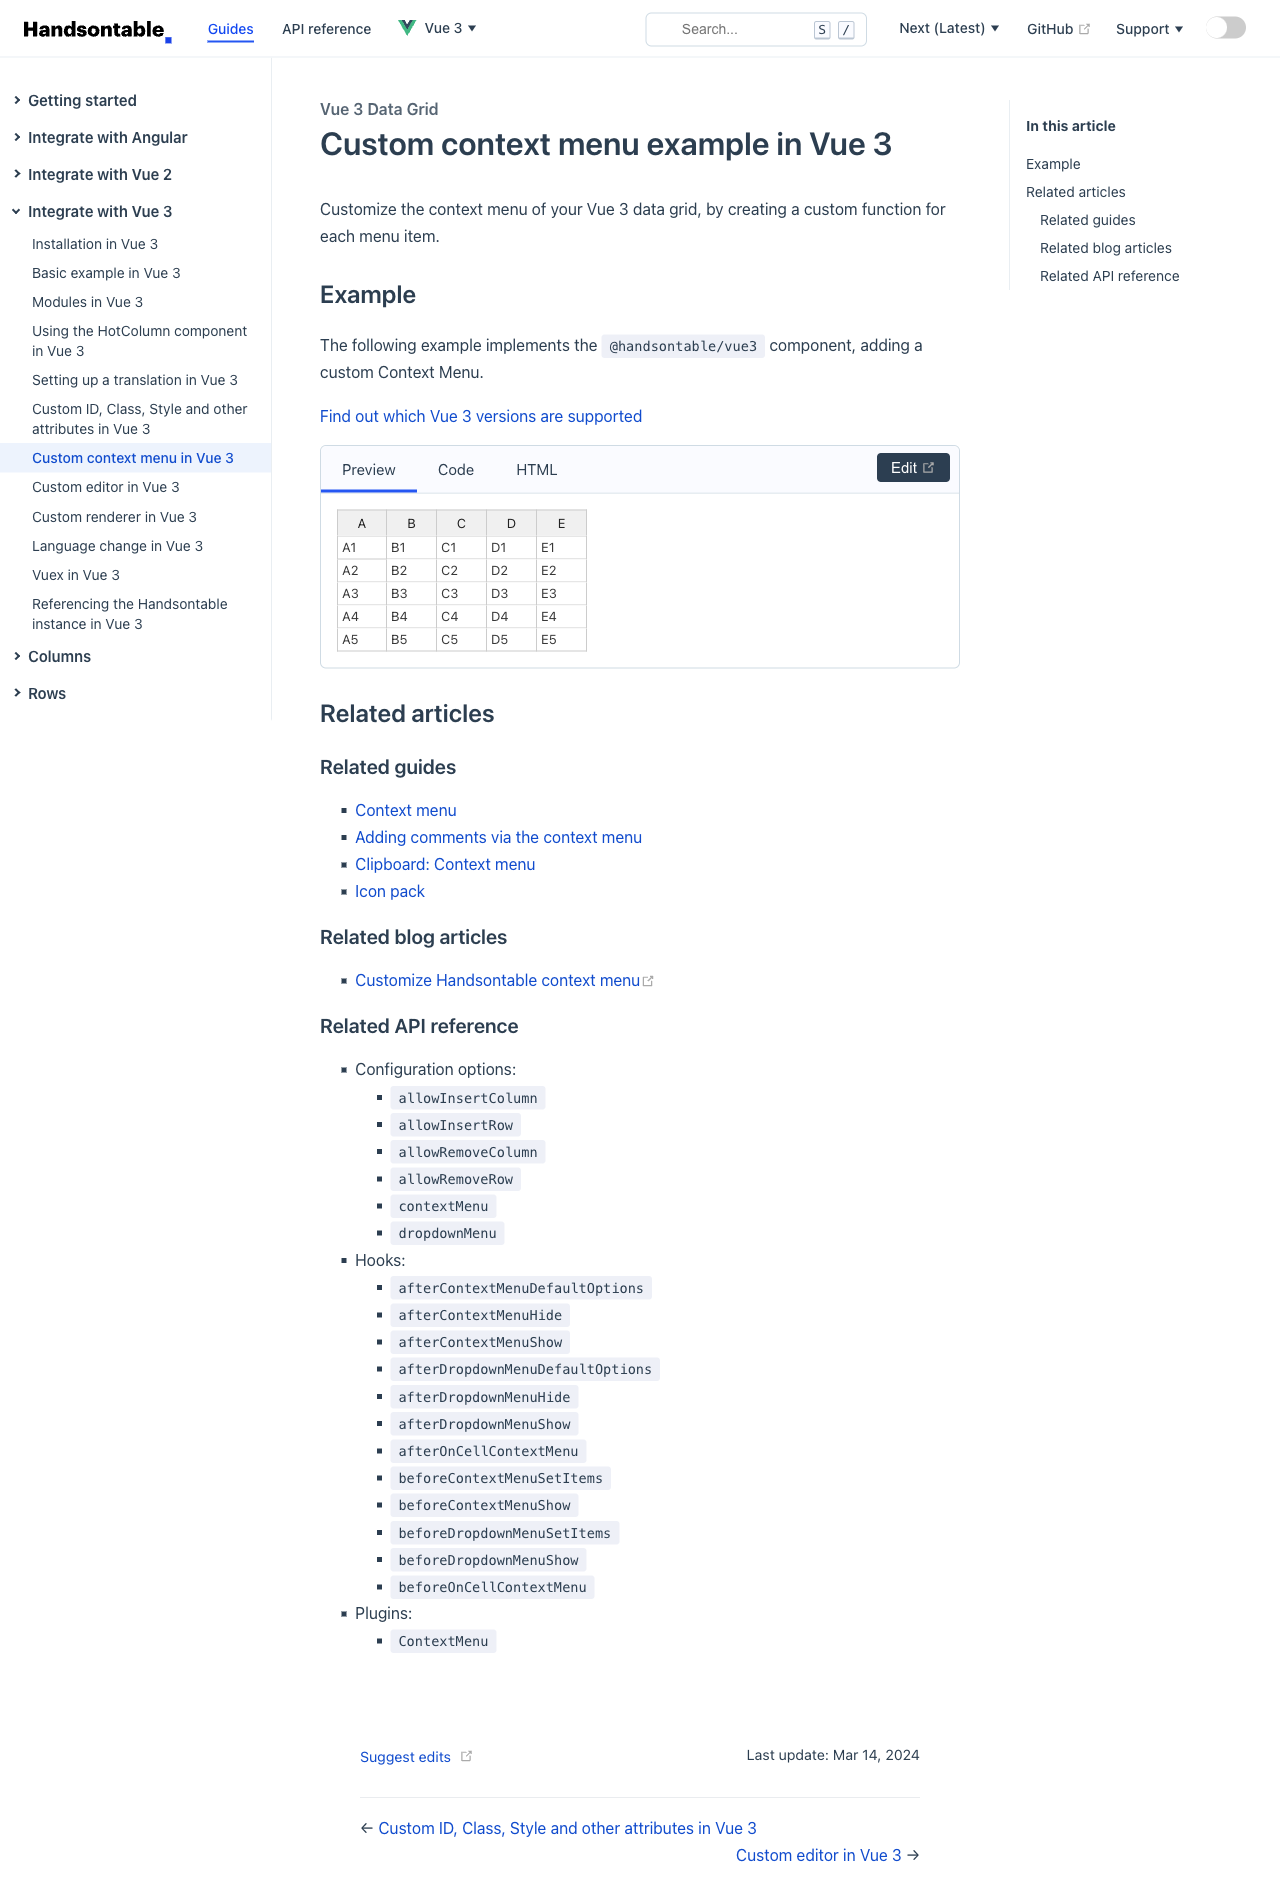 Handsontable
Guides
API reference
Vue 3
Search...
S
/
Next (Latest)
GitHub
Support
Getting started
Integrate with Angular
Integrate with Vue 2
Integrate with Vue 3
Installation in Vue 3
Basic example in Vue 3
Modules in Vue 3
Using the HotColumn component
in Vue 3
Setting up a translation in Vue 3
Custom ID, Class, Style and other
attributes in Vue 3
Custom context menu in Vue 3
Custom editor in Vue 3
Custom renderer in Vue 3
Language change in Vue 3
Vuex in Vue 3
Referencing the Handsontable
instance in Vue 3
Columns
Rows
Vue 3 Data Grid
Custom context menu example in Vue 3
Customize the context menu of your Vue 3 data grid, by creating a custom function for
each menu item.
Example
The following example implements the @handsontable/vue3 component, adding a
custom Context Menu.
Find out which Vue 3 versions are supported
Preview Code HTML Edit
A B C D E
A1 B1 C1 D1 E1
A2 B2 C2 D2 E2
A3 B3 C3 D3 E3
A4 B4 C4 D4 E4
A5 B5 C5 D5 E5
Related articles
Related guides
Context menu
Adding comments via the context menu
Clipboard: Context menu
Icon pack
Related blog articles
Customize Handsontable context menu
Related API reference
Configuration options:
allowInsertColumn
allowInsertRow
allowRemoveColumn
allowRemoveRow
contextMenu
dropdownMenu
Hooks:
afterContextMenuDefaultOptions
afterContextMenuHide
afterContextMenuShow
afterDropdownMenuDefaultOptions
afterDropdownMenuHide
afterDropdownMenuShow
afterOnCellContextMenu
beforeContextMenuSetItems
beforeContextMenuShow
beforeDropdownMenuSetItems
beforeDropdownMenuShow
beforeOnCellContextMenu
Plugins:
ContextMenu
Suggest edits
Last update: Mar 14, 2024
← Custom ID, Class, Style and other attributes in Vue 3
Custom editor in Vue 3 →
In this article
Example
Related articles
Related guides
Related blog articles
Related API reference